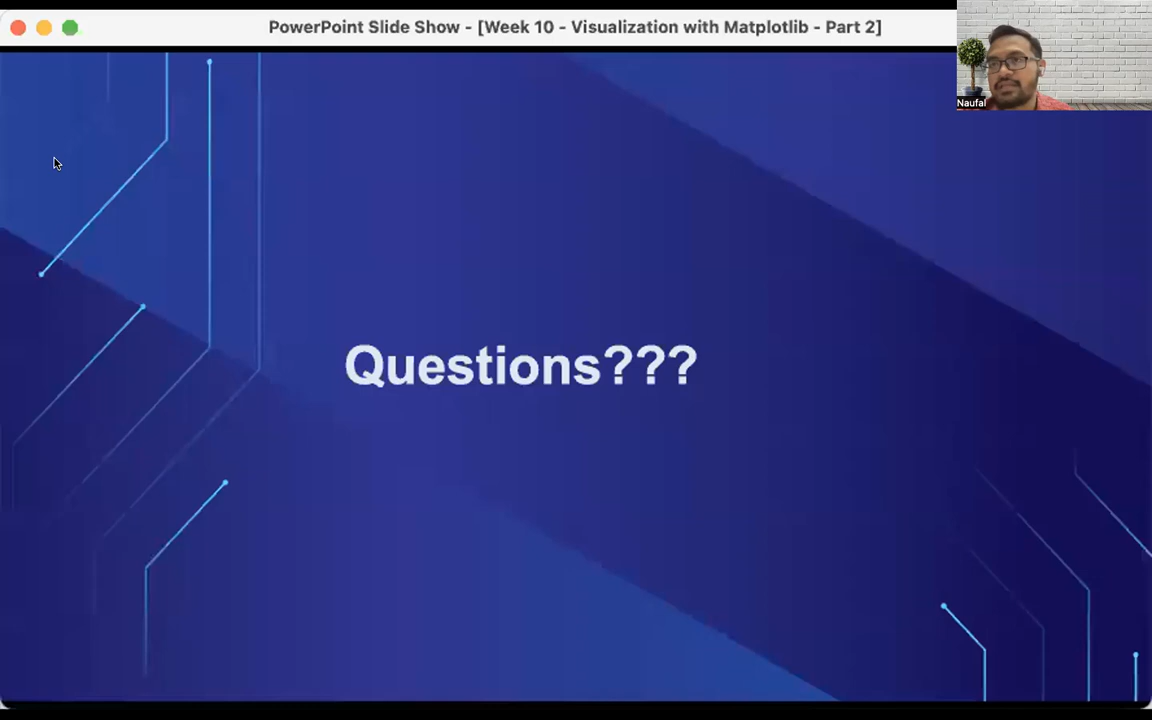 PowerPoint Slide Show - [Week 10 - Visualization with Matplotlib - Part 2]
Naufal
Questions???